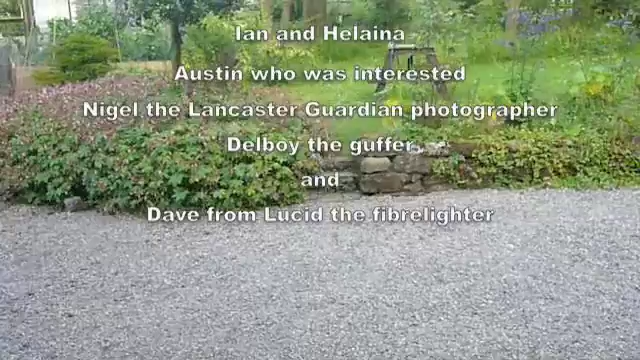 Ian and Helaina
Austin who was interested
Nigel the Lancaster Guardian photographer
Delboy the guffer
and
Dave from Lucid the fibrelighter